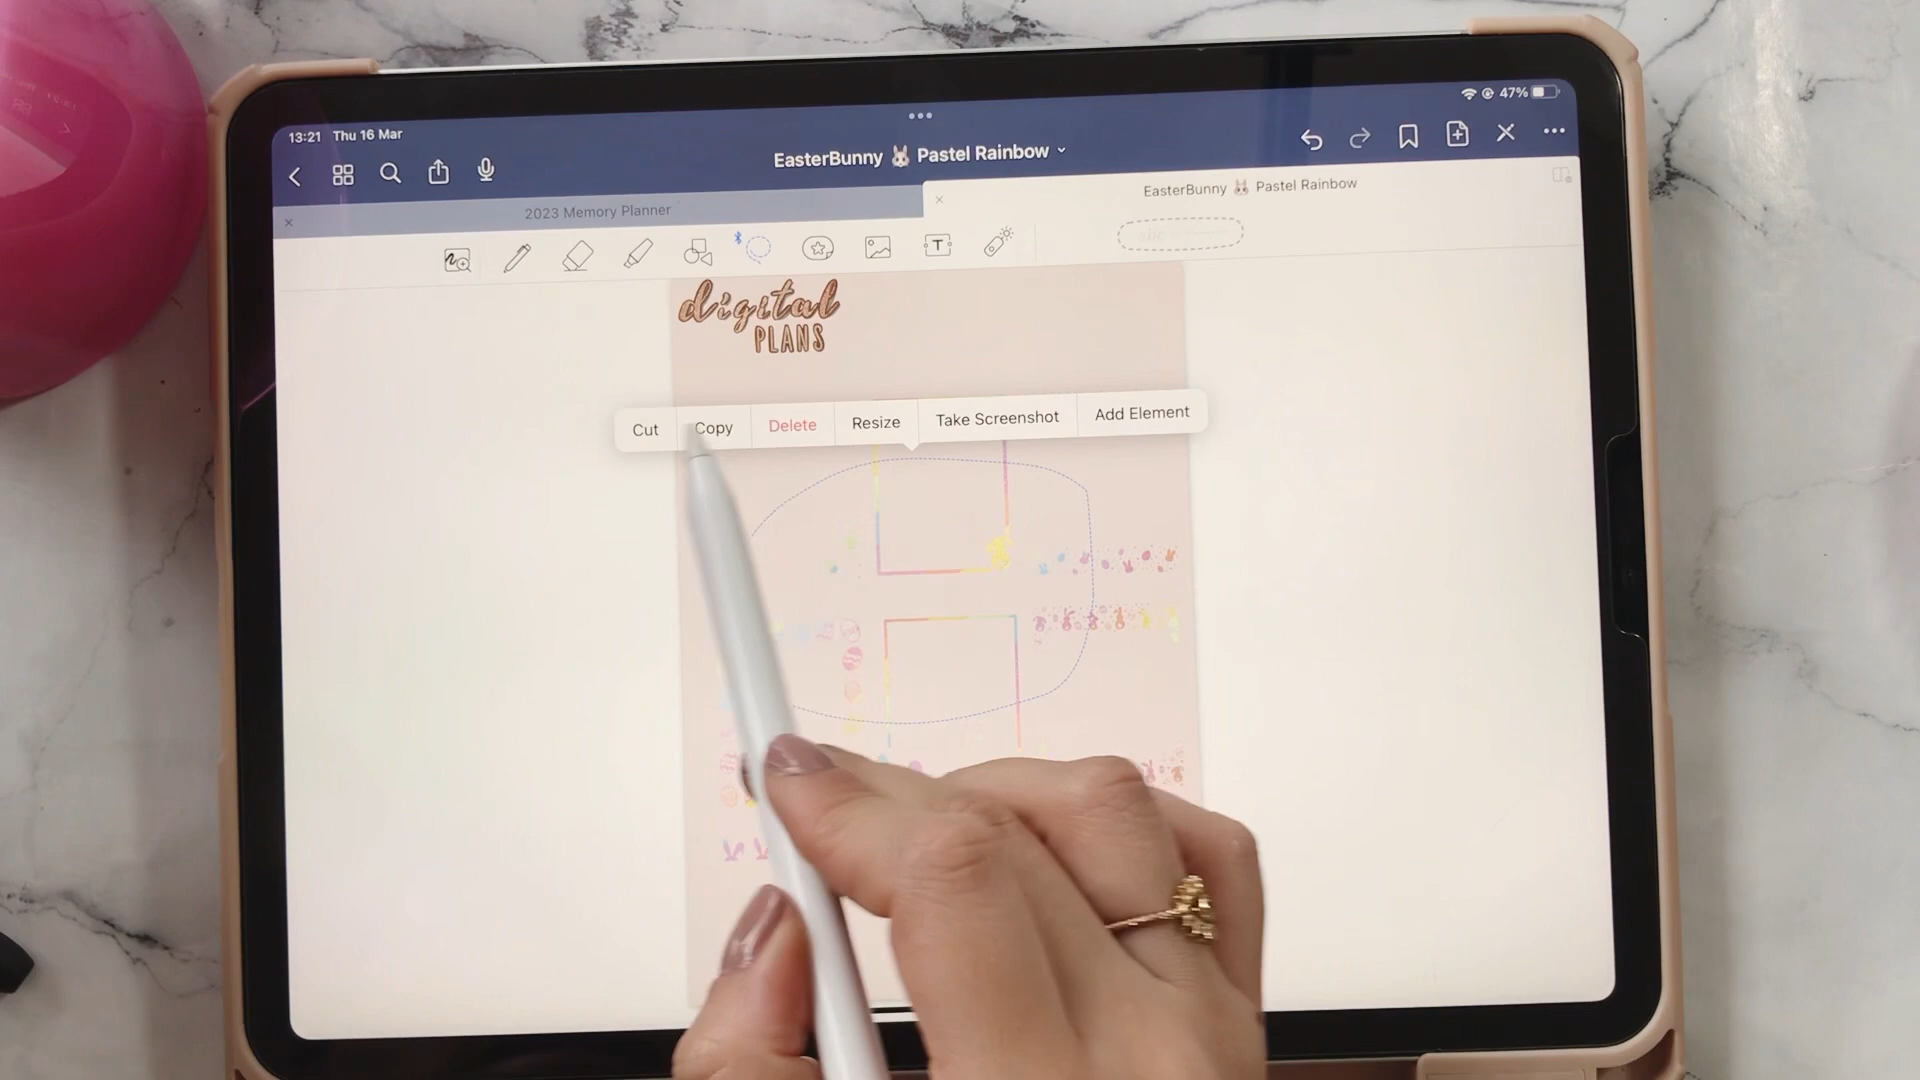 13:21 Thu 16 Mar
47%
EasterBunny 🐰 Pastel Rainbow
2023 Memory Planner
EasterBunny 🐰 Pastel Rainbow
T
abc
digital
PLANS
Cut Copy Delete Resize Take Screenshot Add Element